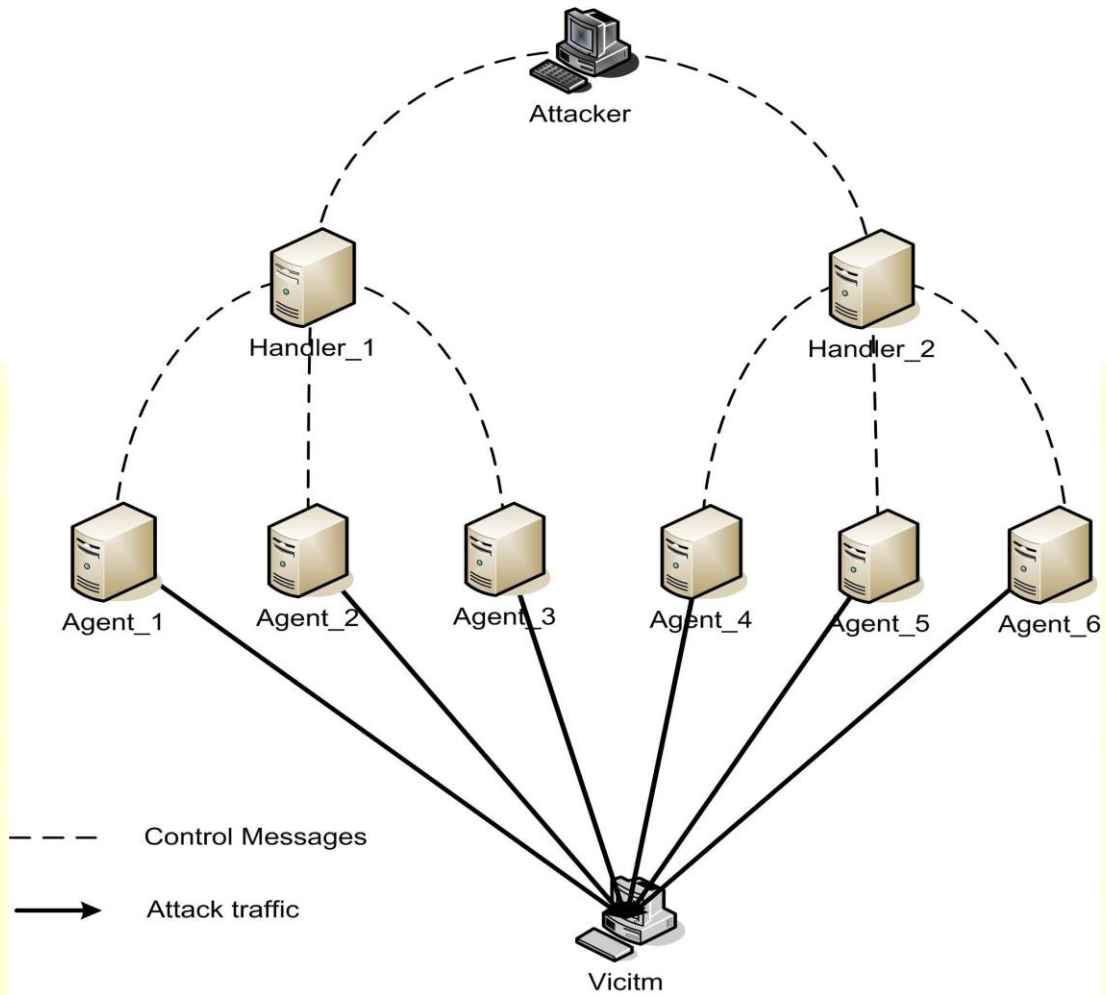 Attacker
Handler_1
Handler_2
Agent_1
Agent_2
Agent_3
Agent_4
Agent_5
Agent_6
Control Messages
Attack traffic
Vicitm